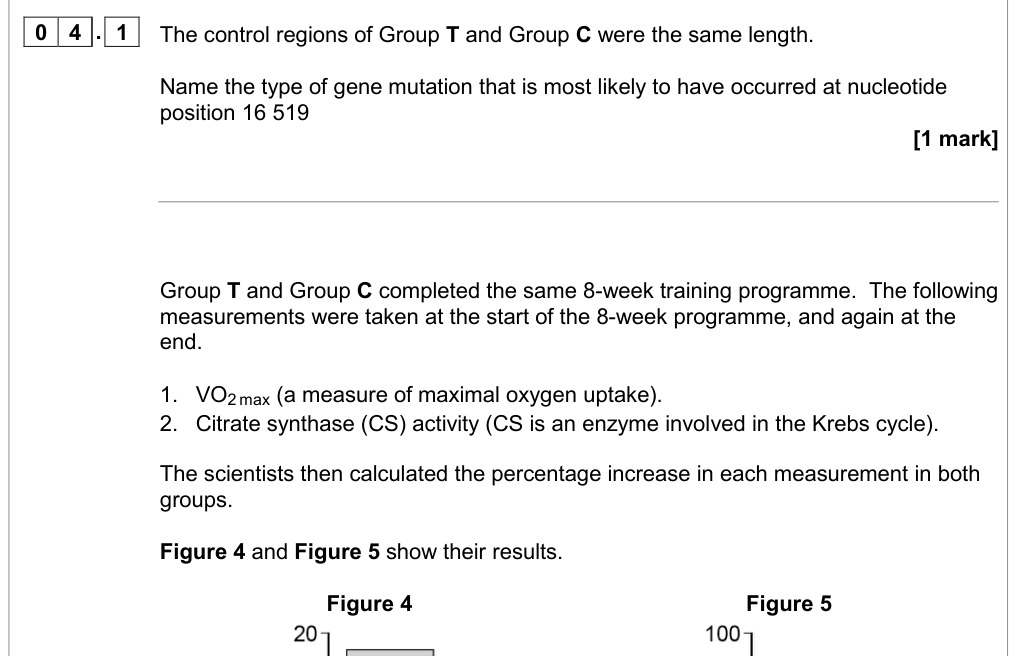 0 4 . 1 The control regions of Group T and Group C were the same length.
Name the type of gene mutation that is most likely to have occurred at nucleotide
position 16 519
[1 mark]
Group T and Group C completed the same 8-week training programme. The following
measurements were taken at the start of the 8-week programme, and again at the
end.
1. VO2 max (a measure of maximal oxygen uptake).
2. Citrate synthase (CS) activity (CS is an enzyme involved in the Krebs cycle).
The scientists then calculated the percentage increase in each measurement in both
groups.
Figure 4 and Figure 5 show their results.
Figure 4 Figure 5
20 100